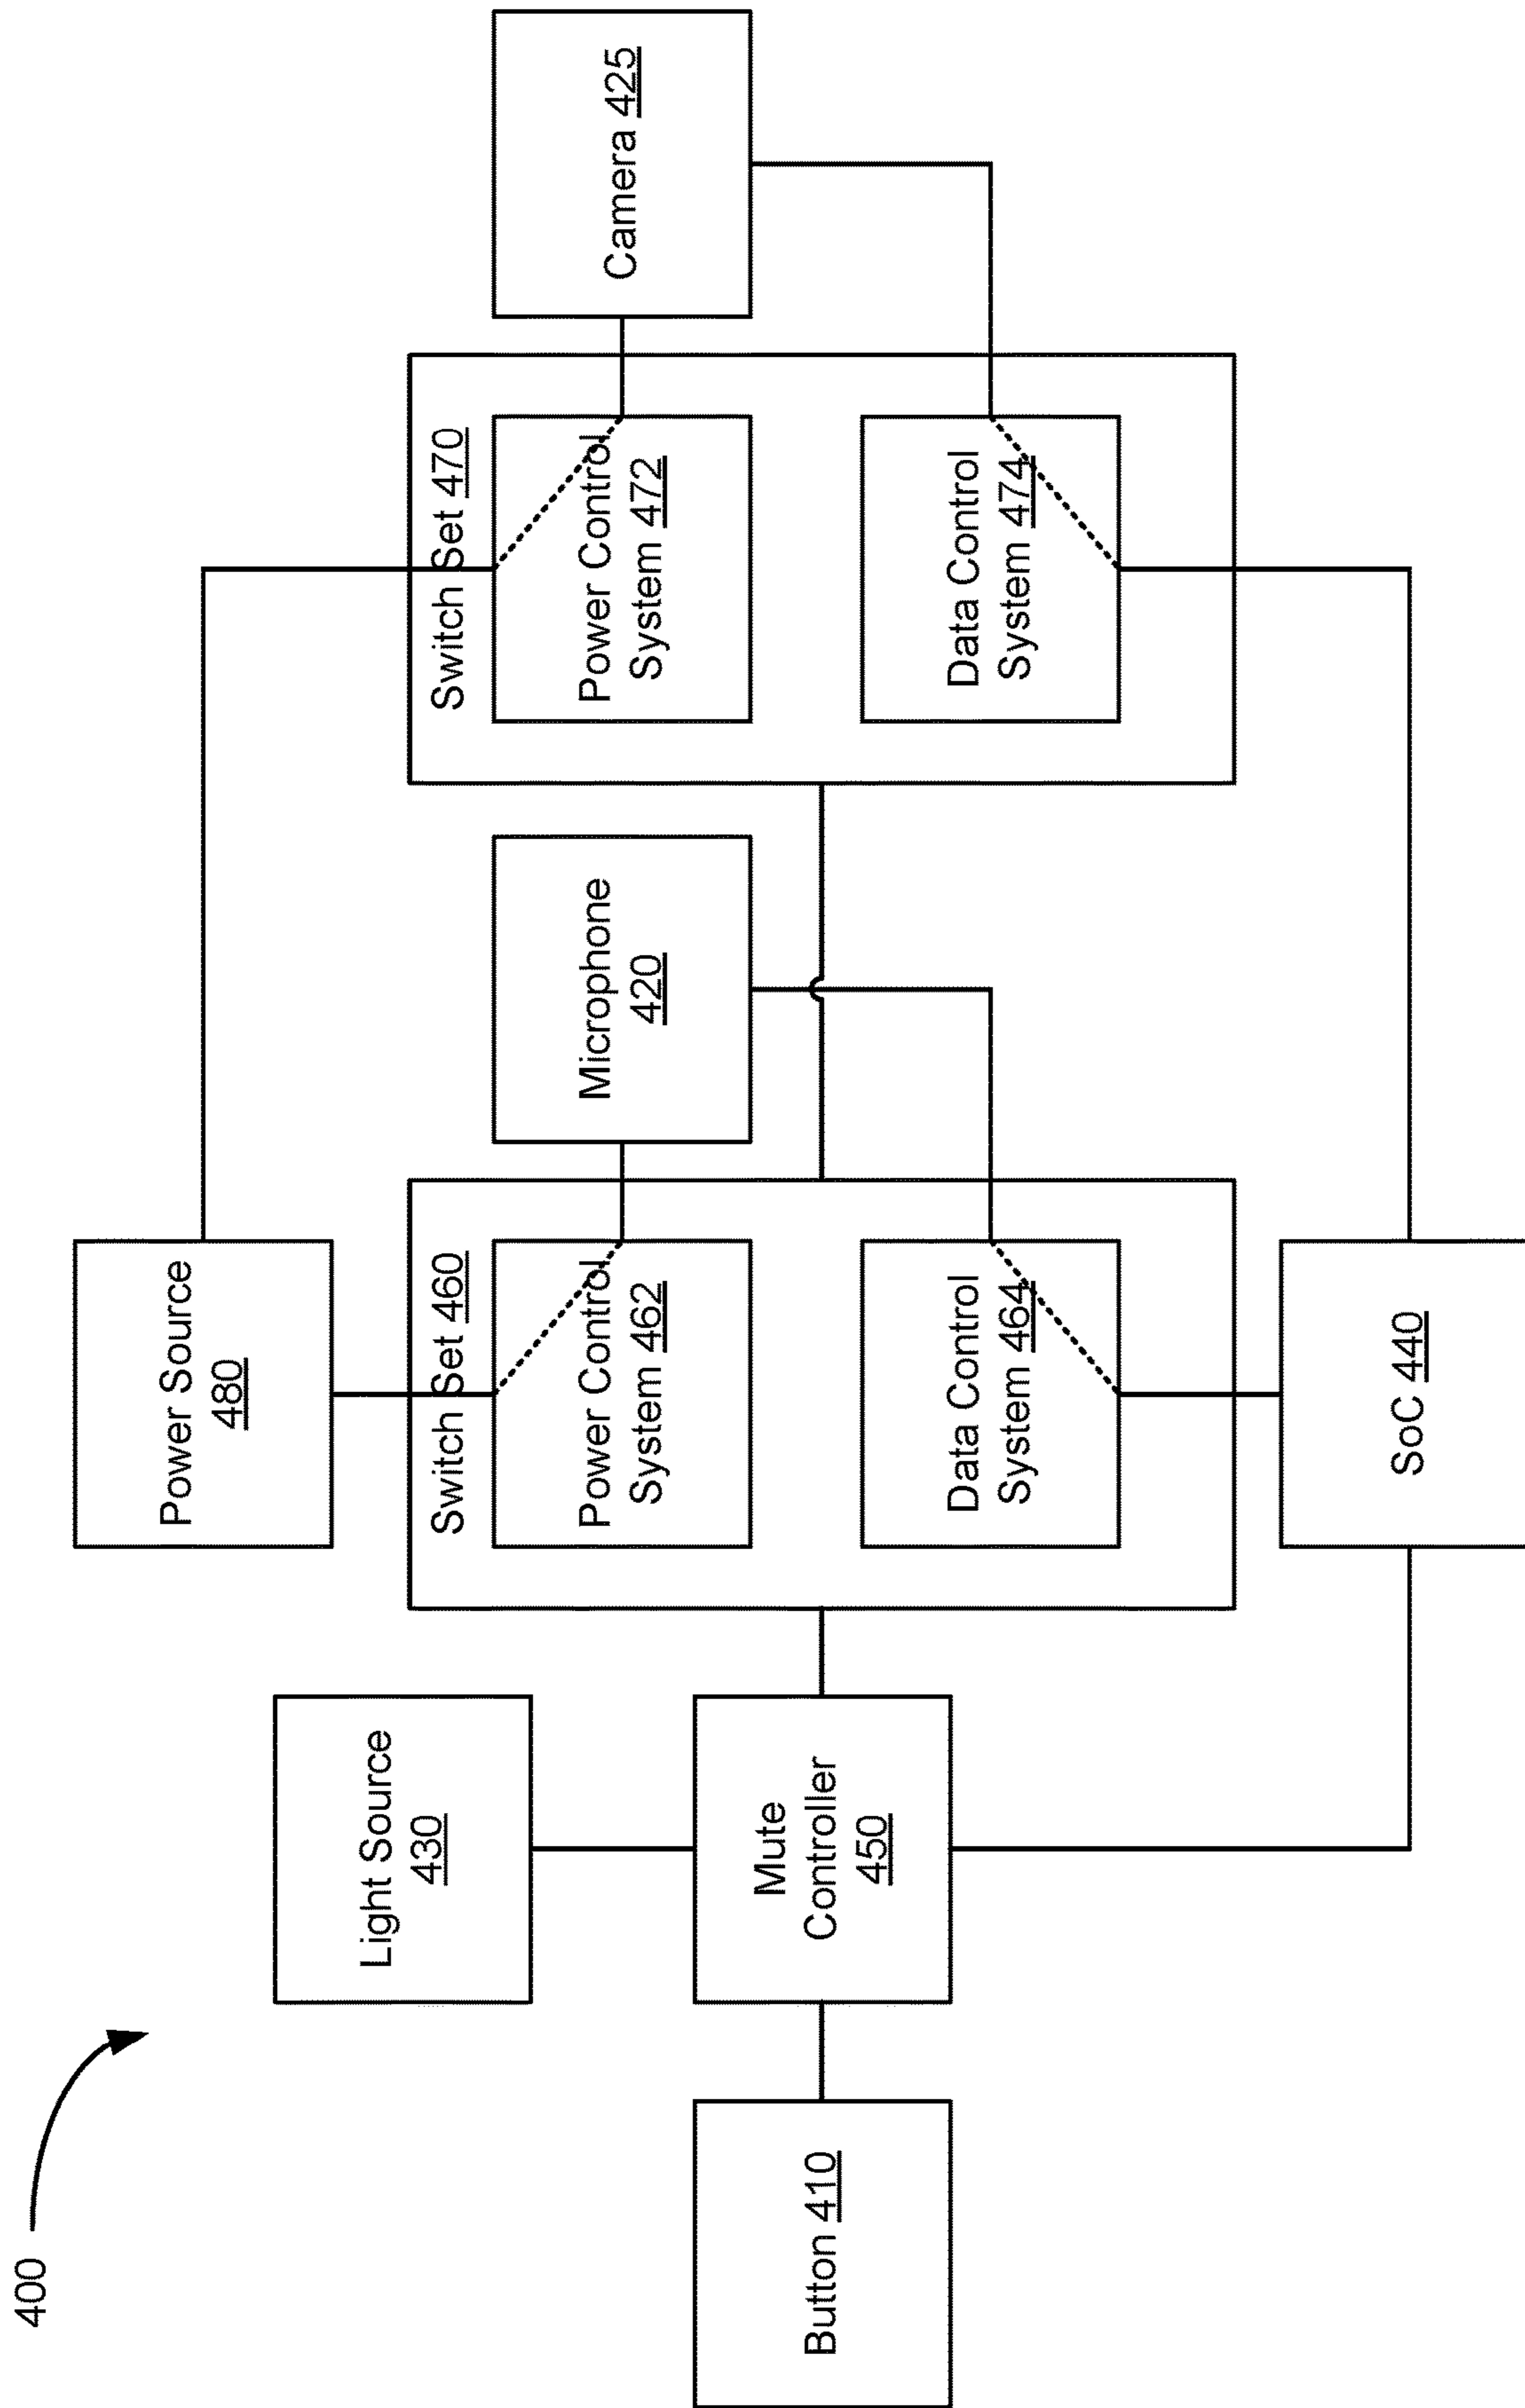 400
Power Source
480
Light Source
430
Switch Set 460
Power Control
System 462
Microphone
420
Switch Set 470
Power Control
System 472
Camera 425
Button 410
Mute
Controller
450
Data Control
System 464
Data Control
System 474
SoC 440